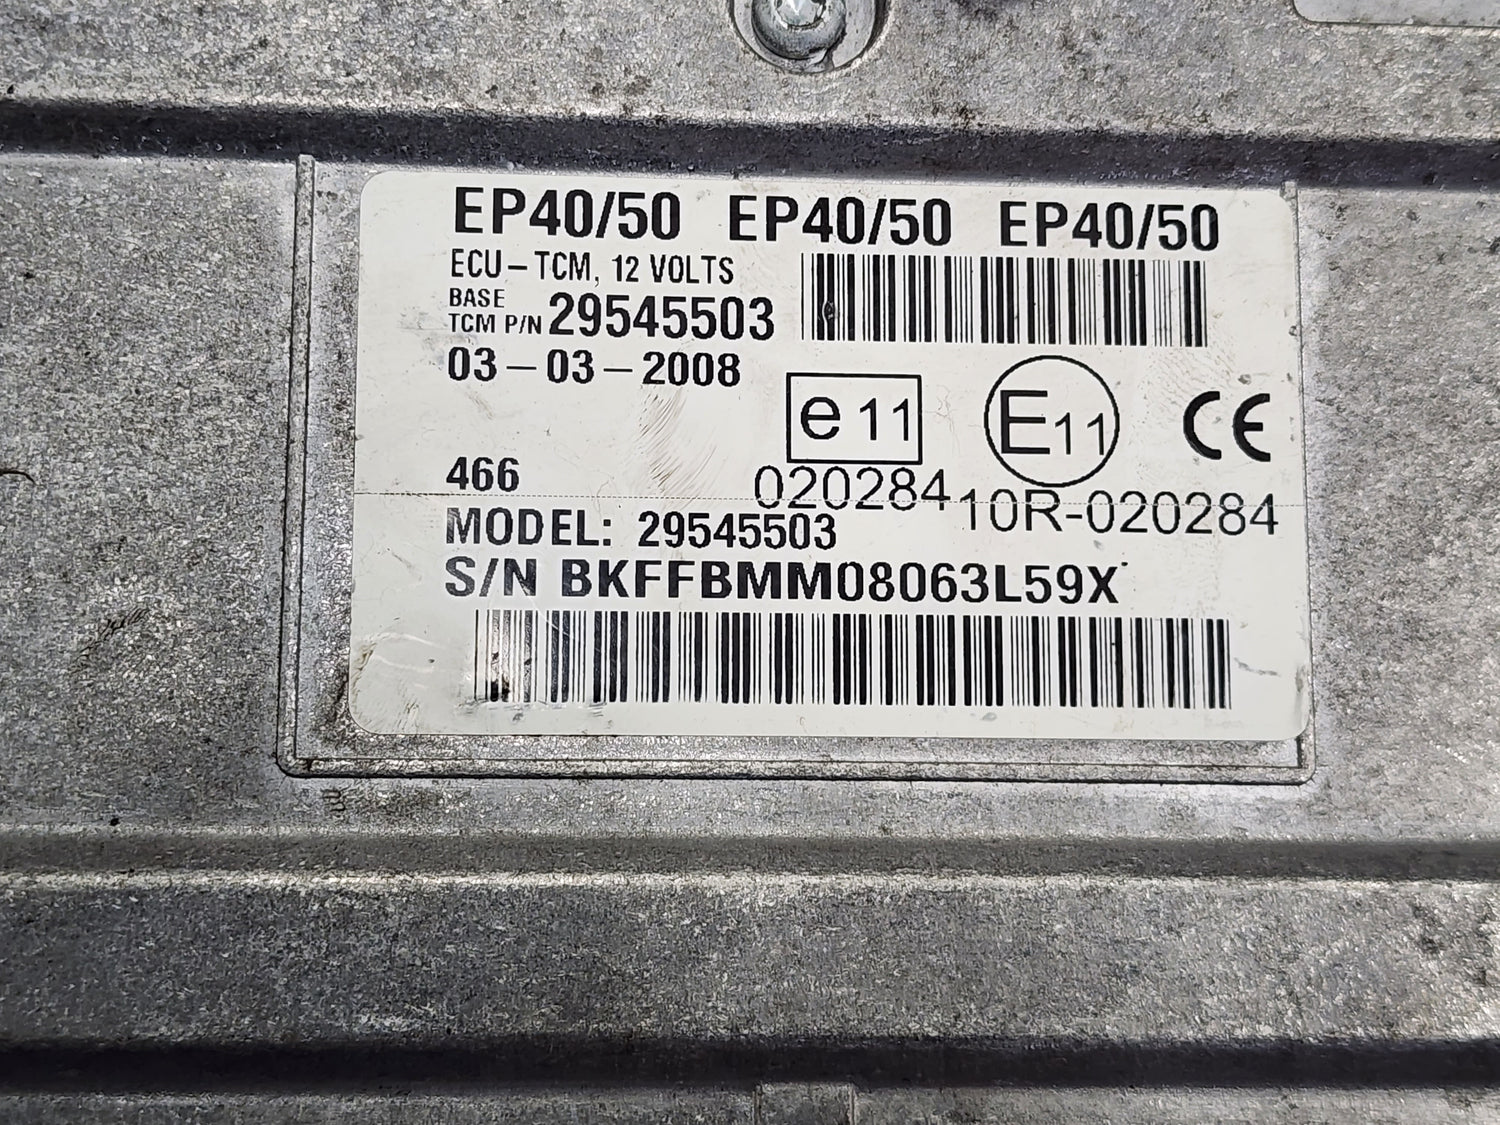 EP40/50 EP40/50 EP40/50
ECU – TCM, 12 VOLTS
BASE
TCM P/N 29545503
03 – 03 – 2008
e 11
E11
CE
466
020284
10R-020284
MODEL: 29545503
S/N BKFFBMM08063L59X